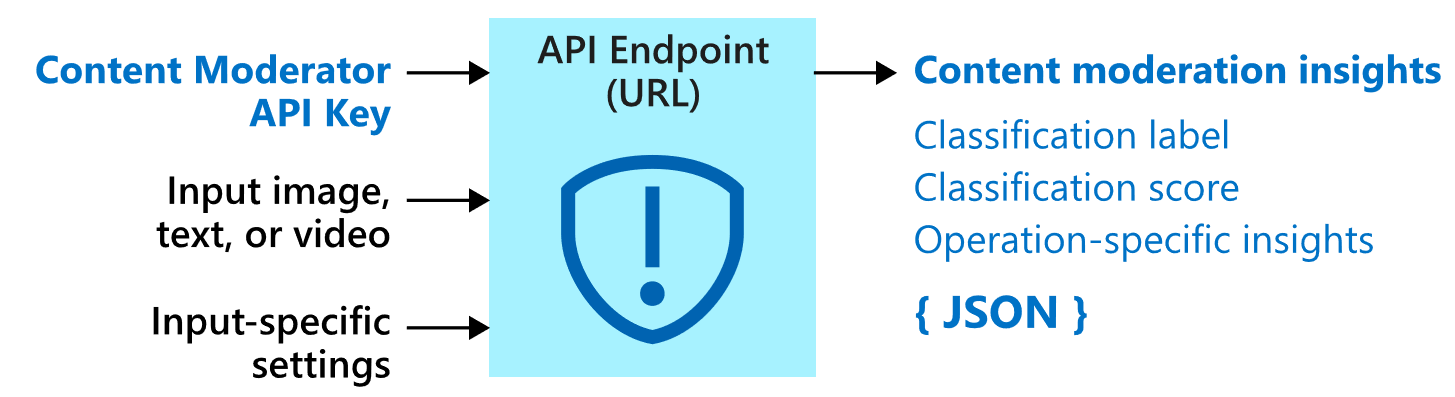 Content Moderator
API Key
Input image,
text, or video
Input-specific
settings
API Endpoint
(URL)
Content moderation insights
Classification label
Classification score
Operation-specific insights
{ JSON }